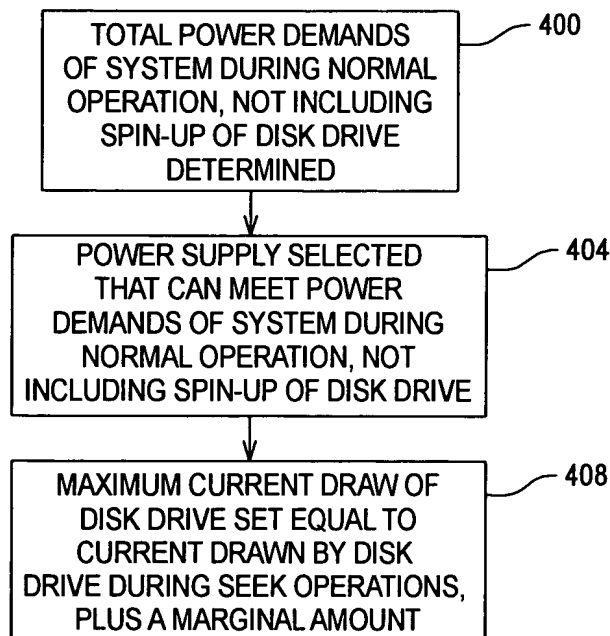 TOTAL POWER DEMANDS
OF SYSTEM DURING NORMAL
OPERATION, NOT INCLUDING
SPIN-UP OF DISK DRIVE
DETERMINED
400
POWER SUPPLY SELECTED
THAT CAN MEET POWER
DEMANDS OF SYSTEM DURING
NORMAL OPERATION, NOT
INCLUDING SPIN-UP OF DISK DRIVE
404
MAXIMUM CURRENT DRAW OF
DISK DRIVE SET EQUAL TO
CURRENT DRAWN BY DISK
DRIVE DURING SEEK OPERATIONS,
PLUS A MARGINAL AMOUNT
408